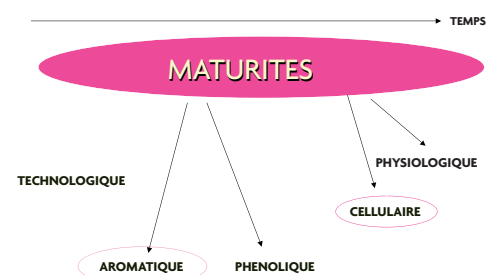 TEMPS
MATURITES
PHYSIOLOGIQUE
TECHNOLOGIQUE
CELLULAIRE
AROMATIQUE
PHENOLIQUE